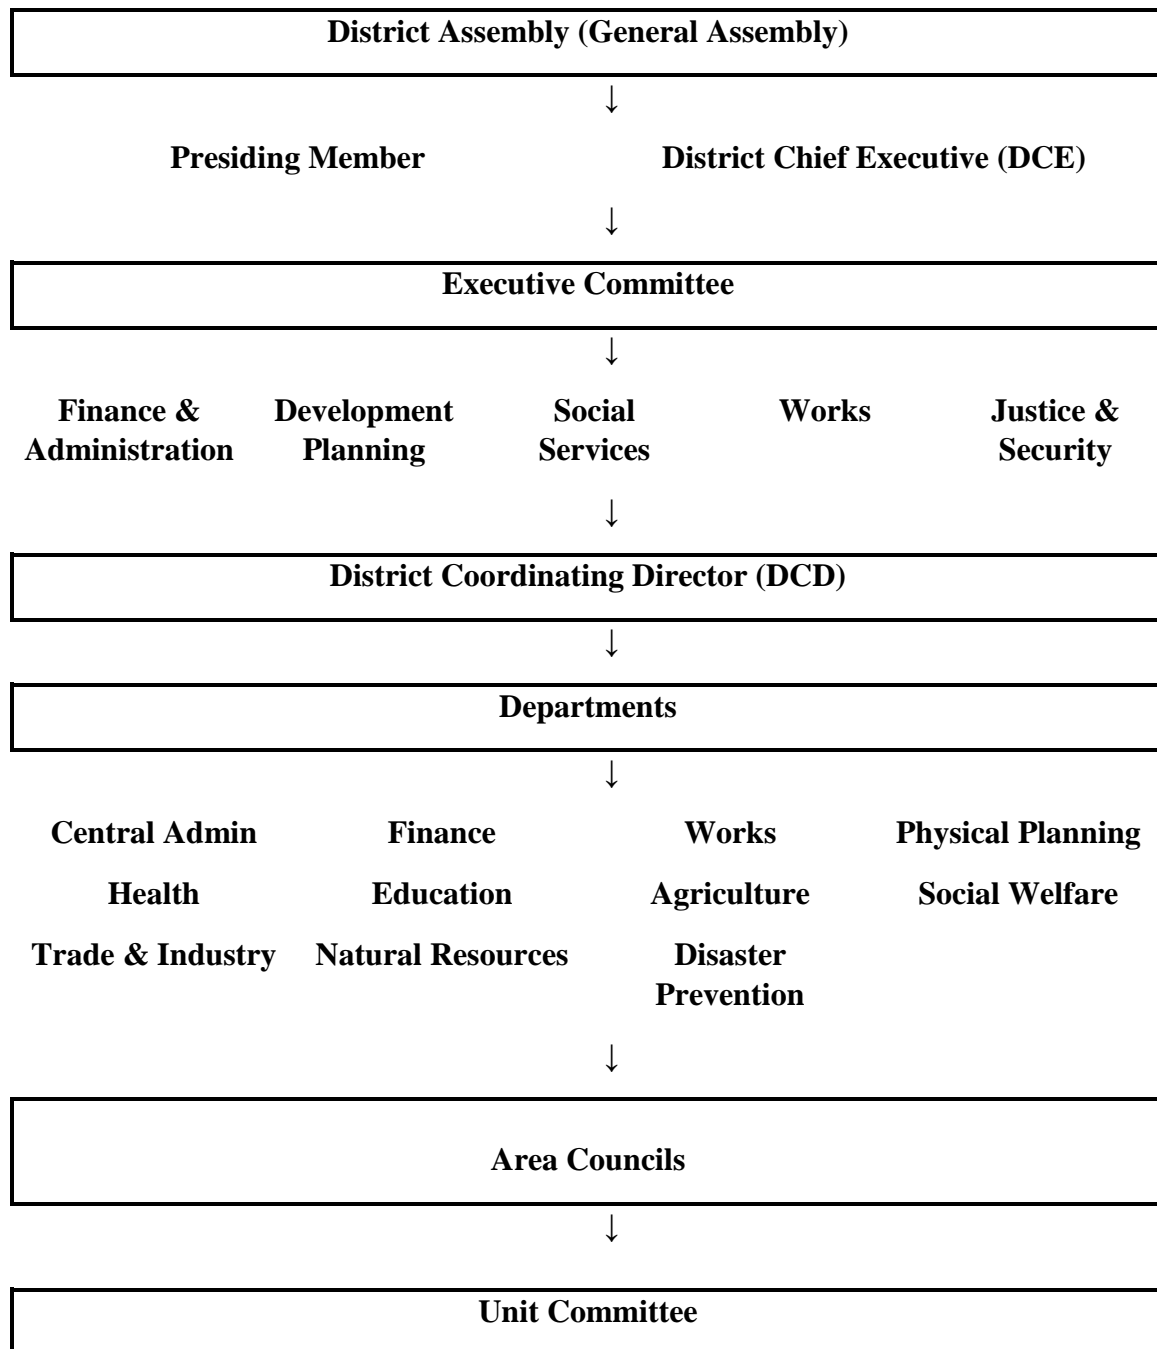 District Assembly (General Assembly)
↓
Presiding Member District Chief Executive (DCE)
↓
Executive Committee
↓
Finance & Development Social Works Justice &
Administration Planning Services Security
↓
District Coordinating Director (DCD)
↓
Departments
↓
Central Admin Finance Works Physical Planning
Health Education Agriculture Social Welfare
Trade & Industry Natural Resources Disaster
Prevention
↓
Area Councils
↓
Unit Committee